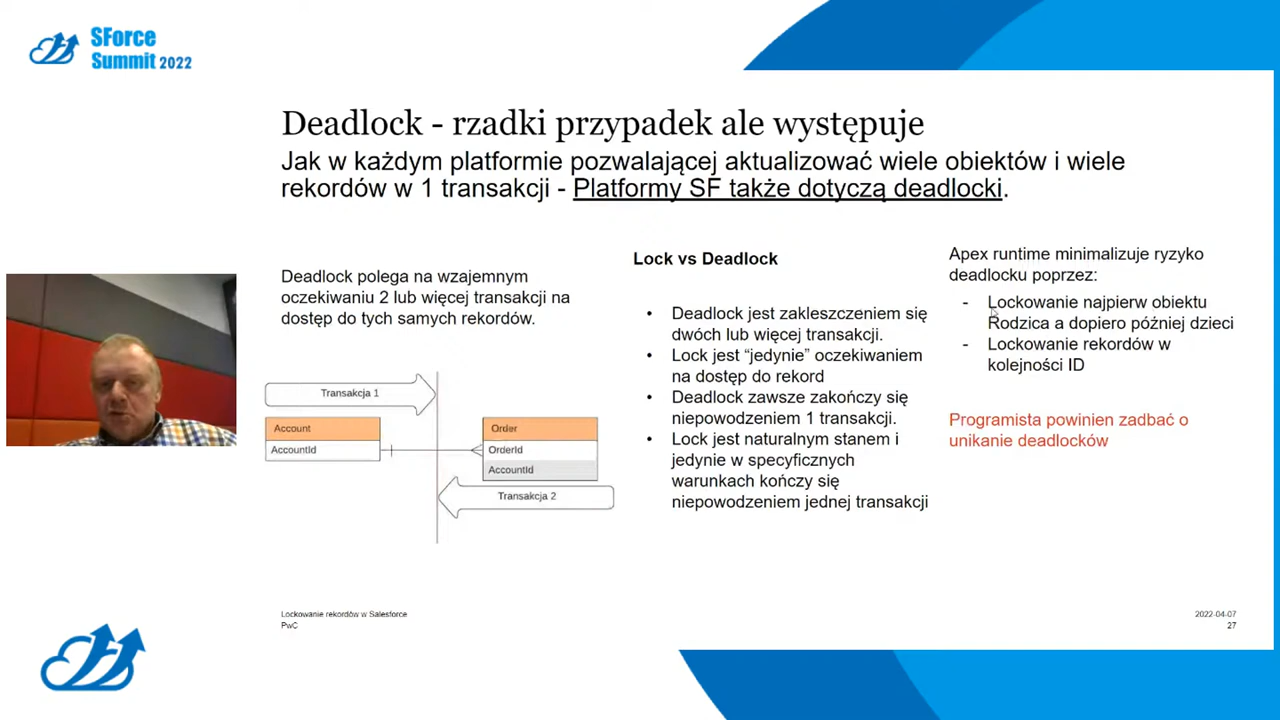 SForce
Summit 2022
Deadlock - rzadki przypadek ale występuje
Jak w każdym platformie pozwalającej aktualizować wiele obiektów i wiele
rekordów w 1 transakcji - Platformy SF także dotyczą deadlocki.
Deadlock polega na wzajemnym
oczekiwaniu 2 lub więcej transakcji na
dostęp do tych samych rekordów.
Transakcja 1
Account
AccountId
Order
OrderId
AccountId
Transakcja 2
Lock vs Deadlock
• Deadlock jest zakleszczeniem się
dwóch lub więcej transakcji.
• Lock jest “jedynie” oczekiwaniem
na dostęp do rekord
• Deadlock zawsze zakończy się
niepowodzeniem 1 transakcji.
• Lock jest naturalnym stanem i
jedynie w specyficznych
warunkach kończy się
niepowodzeniem jednej transakcji
Apex runtime minimalizuje ryzyko
deadlocku poprzez:
- Lockowanie najpierw obiektu
Rodzica a dopiero później dzieci
- Lockowanie rekordów w
kolejności ID
Programista powinien zadbać o
unikanie deadlocków
Lockowanie rekordów w Salesforce
PwC
2022-04-07
27